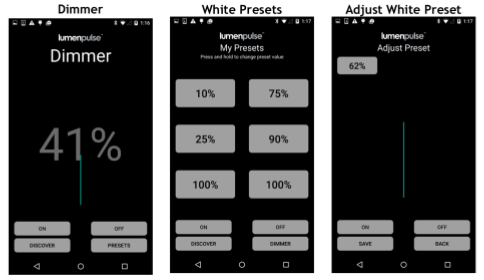 Dimmer
1:16
lumenpulse™
Dimmer
41%
ON
OFF
DISCOVER
PRESETS
White Presets
1:17
lumenpulse™
My Presets
Press and hold to change preset value
10%
75%
25%
90%
100%
100%
ON
OFF
DISCOVER
DIMMER
Adjust White Preset
1:17
lumenpulse™
Adjust Preset
62%
ON
OFF
SAVE
BACK